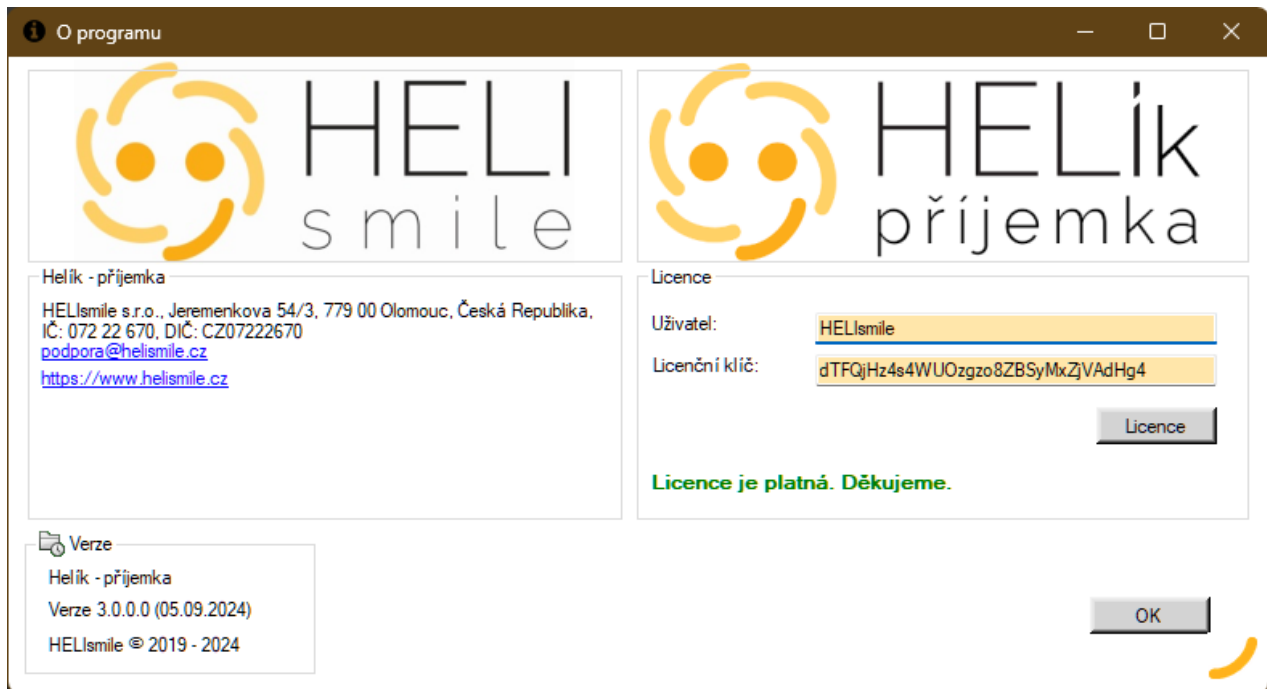 O programu
HELI
smile
HELík
příjemka
Helík - příjemka
HELIsmile s.r.o., Jeremenkova 54/3, 779 00 Olomouc, Česká Republika,
IČ: 072 22 670, DIČ: CZ07222670
podpora@helismile.cz
https://www.helismile.cz
Licence
Uživatel:
HELIsmile
Licenční klíč:
dTFQjHz4s4WUOzgzo8ZBSyMxZjVAdHg4
Licence
Licence je platná. Děkujeme.
Verze
Helík - příjemka
Verze 3.0.0.0 (05.09.2024)
HELIsmile © 2019 - 2024
OK